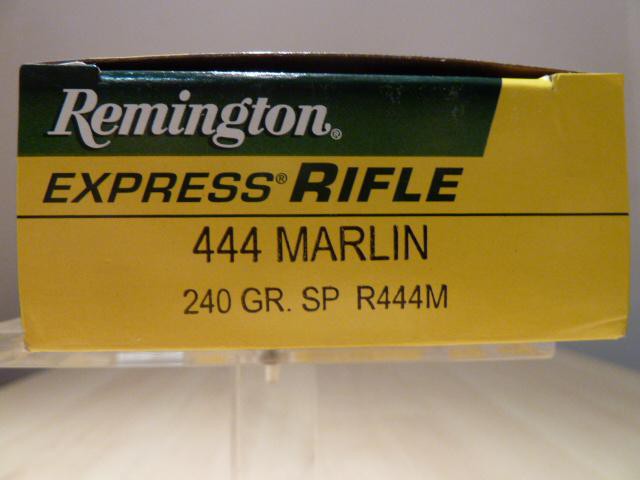 Remington®
EXPRESS® RIFLE
444 MARLIN
240 GR. SP R444M